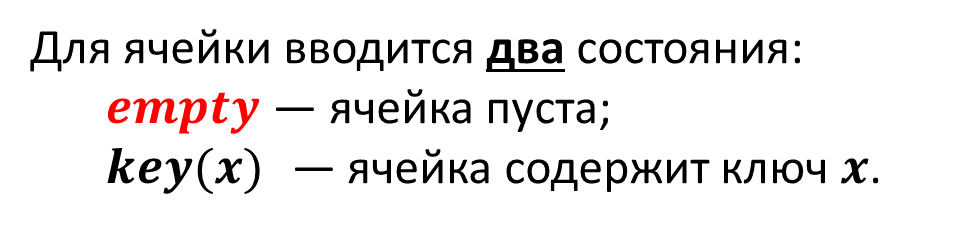 Для ячейки вводится два состояния:
empty — ячейка пуста;
key(x) — ячейка содержит ключ x.